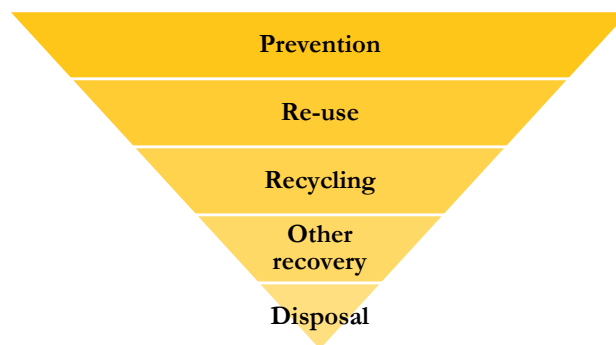 Prevention
Re-use
Recycling
Other
recovery
Disposal